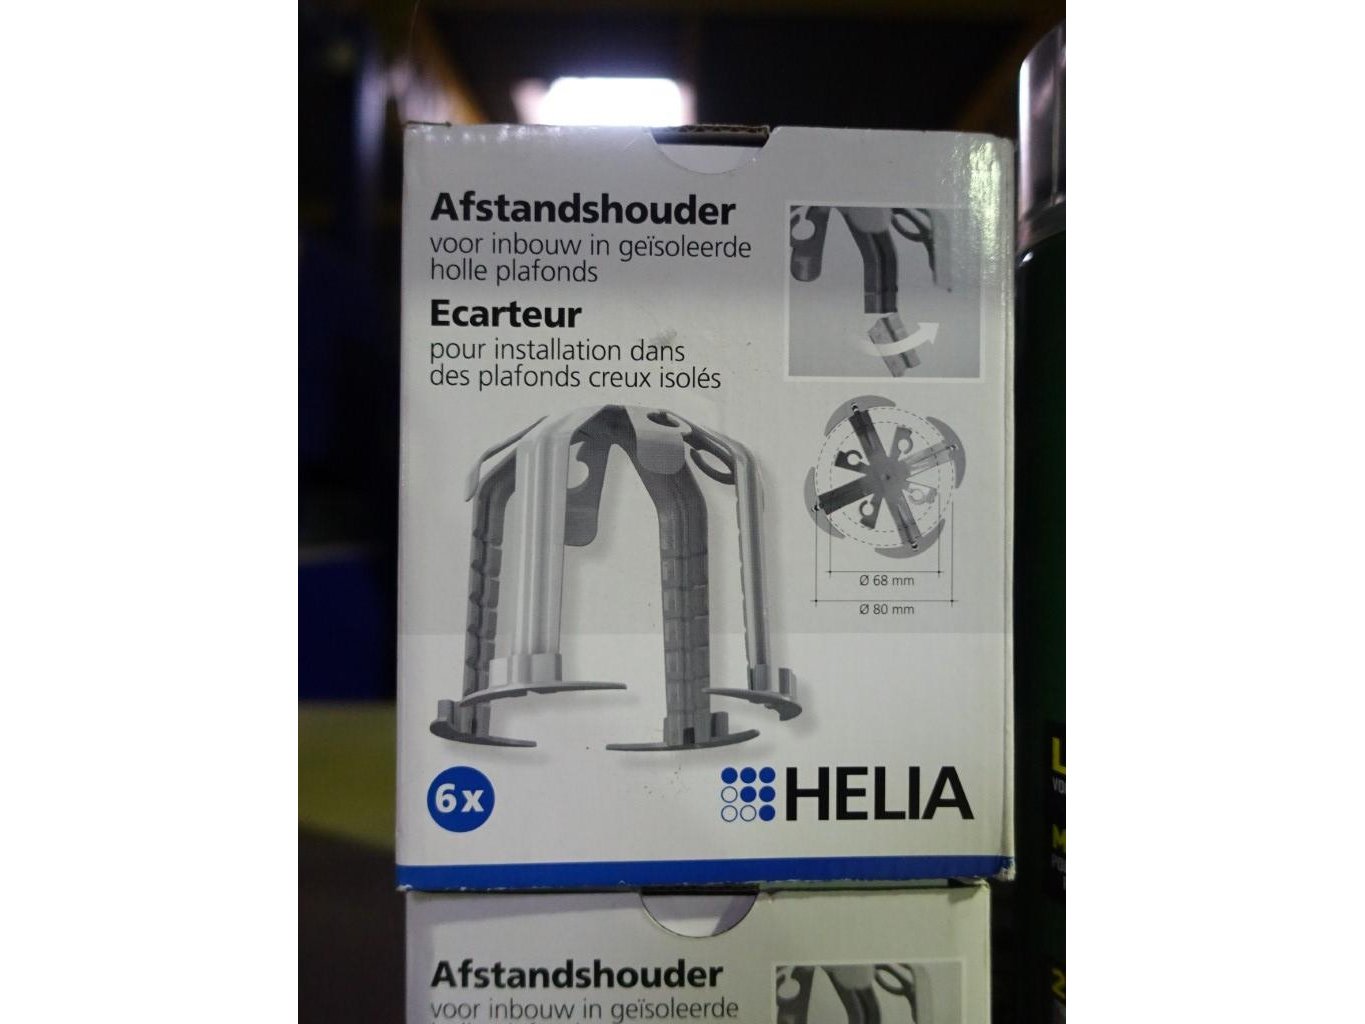 Afstandshouder
voor inbouw in geïsoleerde
holle plafonds
Ecarteur
pour installation dans
des plafonds creux isolés
Ø 68 mm
Ø 80 mm
6x
HELIA
Afstandshouder
voor inbouw in geïsoleerde